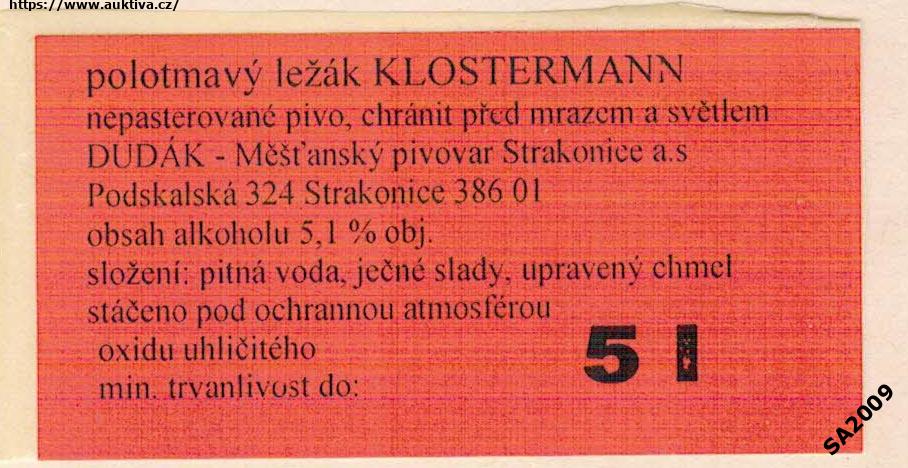 https://www.auktiva.cz/
polotmavý ležák KLOSTERMANN
nepasterované pivo, chránit před mrazem a světlem
DUDÁK - Měšťanský pivovar Strakonice a.s
Podskalská 324 Strakonice 386 01
obsah alkoholu 5,1 % obj.
složení: pitná voda, ječné slady, upravený chmel
stáčeno pod ochrannou atmosférou
oxidu uhličitého
5 l
min. trvanlivost do:
SA2009